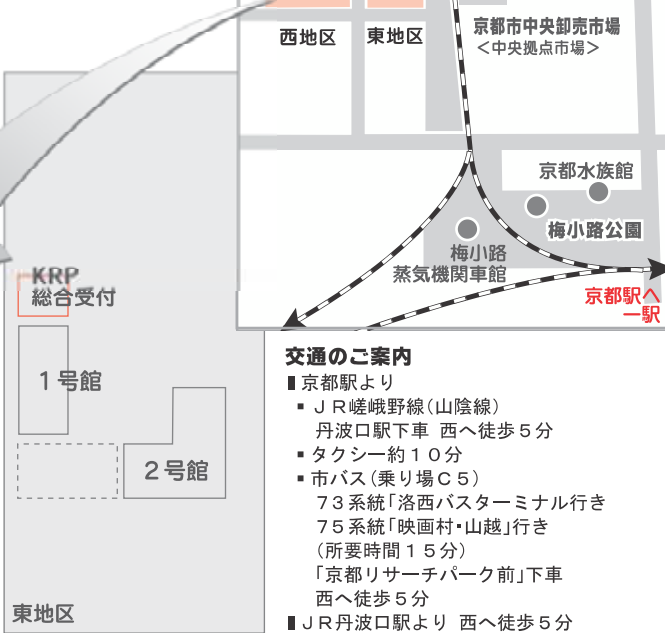 西地区
東地区
京都市中央卸売市場
＜中央拠点市場＞
京都水族館
梅小路公園
梅小路
蒸気機関車館
京都駅へ
一駅
KRP
総合受付
1号館
2号館
東地区
交通のご案内
▮京都駅より
▪ＪＲ嵯峨野線(山陰線)
丹波口駅下車 西へ徒歩５分
▪タクシー約１０分
▪市バス(乗り場Ｃ５)
７３系統｢洛西バスターミナル行き
７５系統｢映画村･山越｣行き
(所要時間１５分)
｢京都リサーチパーク前｣下車
西へ徒歩５分
▮ＪＲ丹波口駅より 西へ徒歩５分